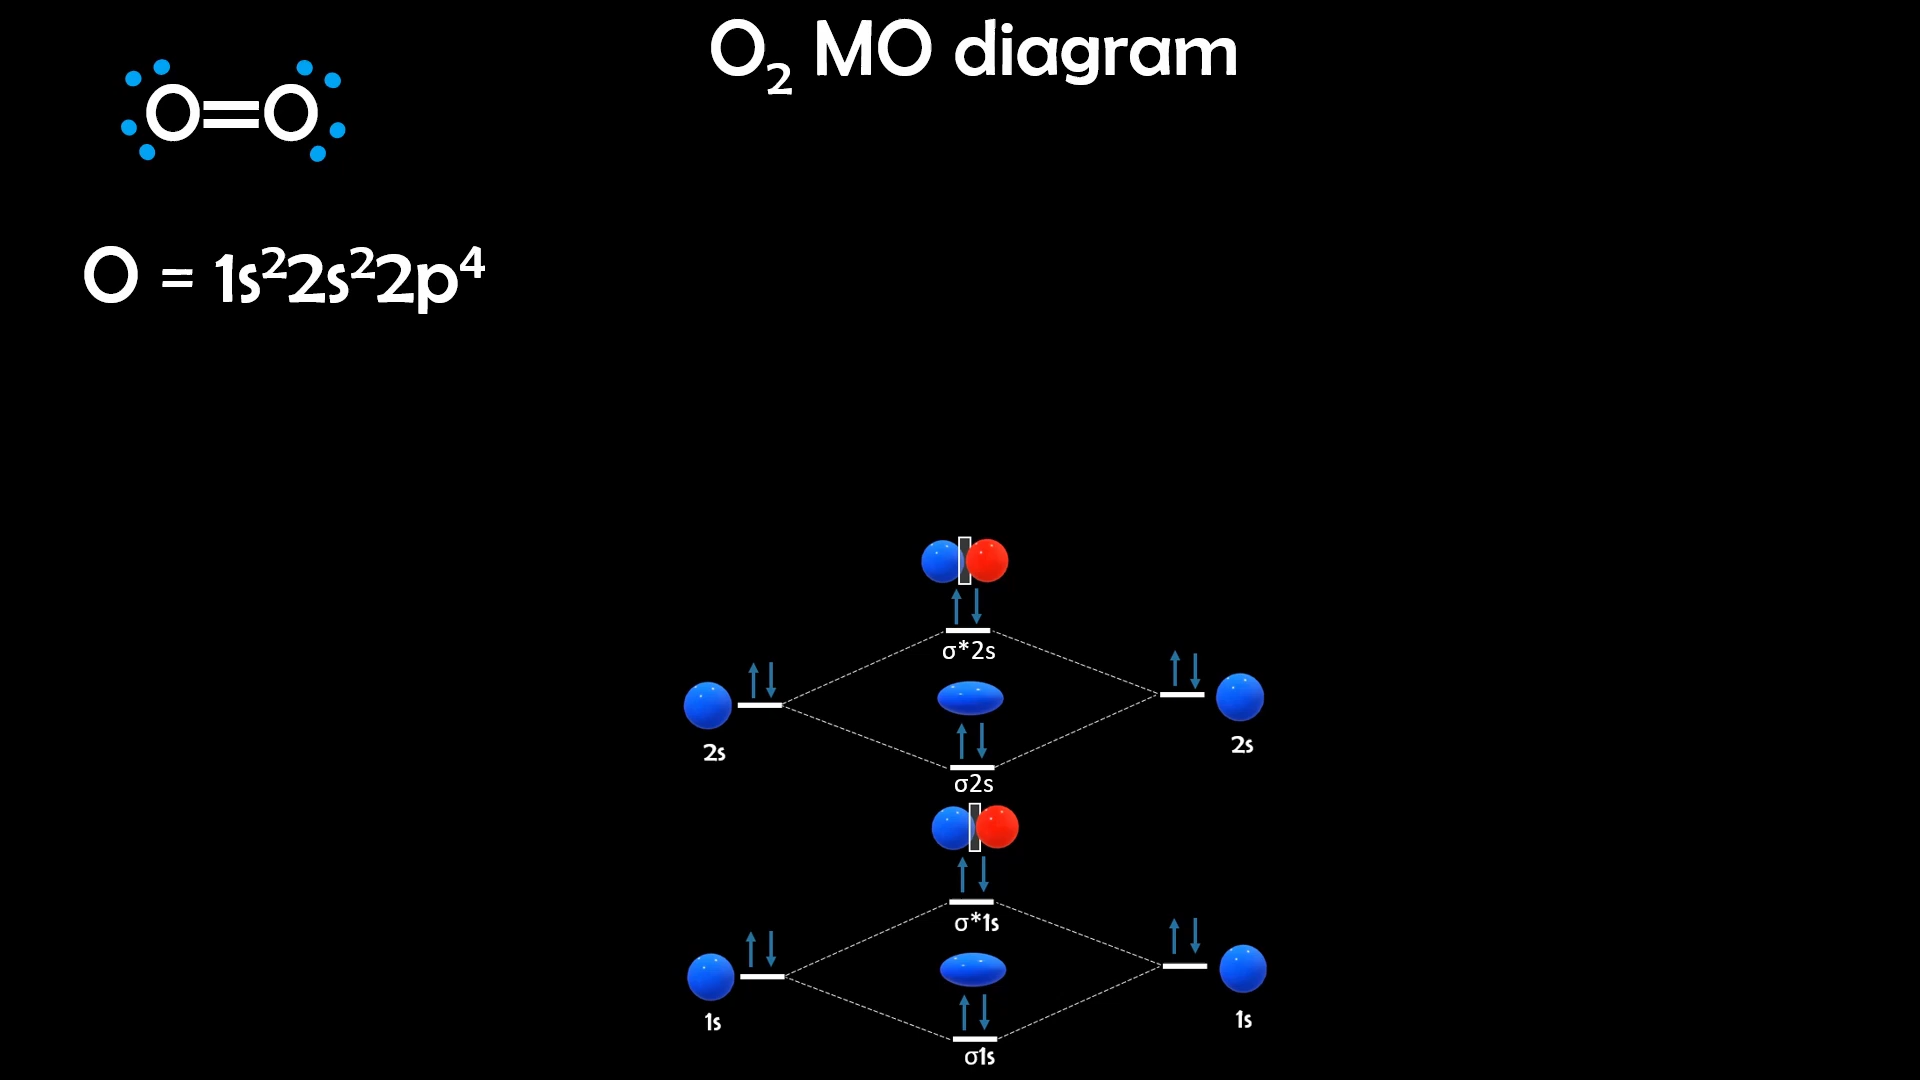 O₂ MO diagram
O=O
O = 1s²2s²2p⁴
σ*2s
2s
2s
σ2s
σ*1s
1s
1s
σ1s